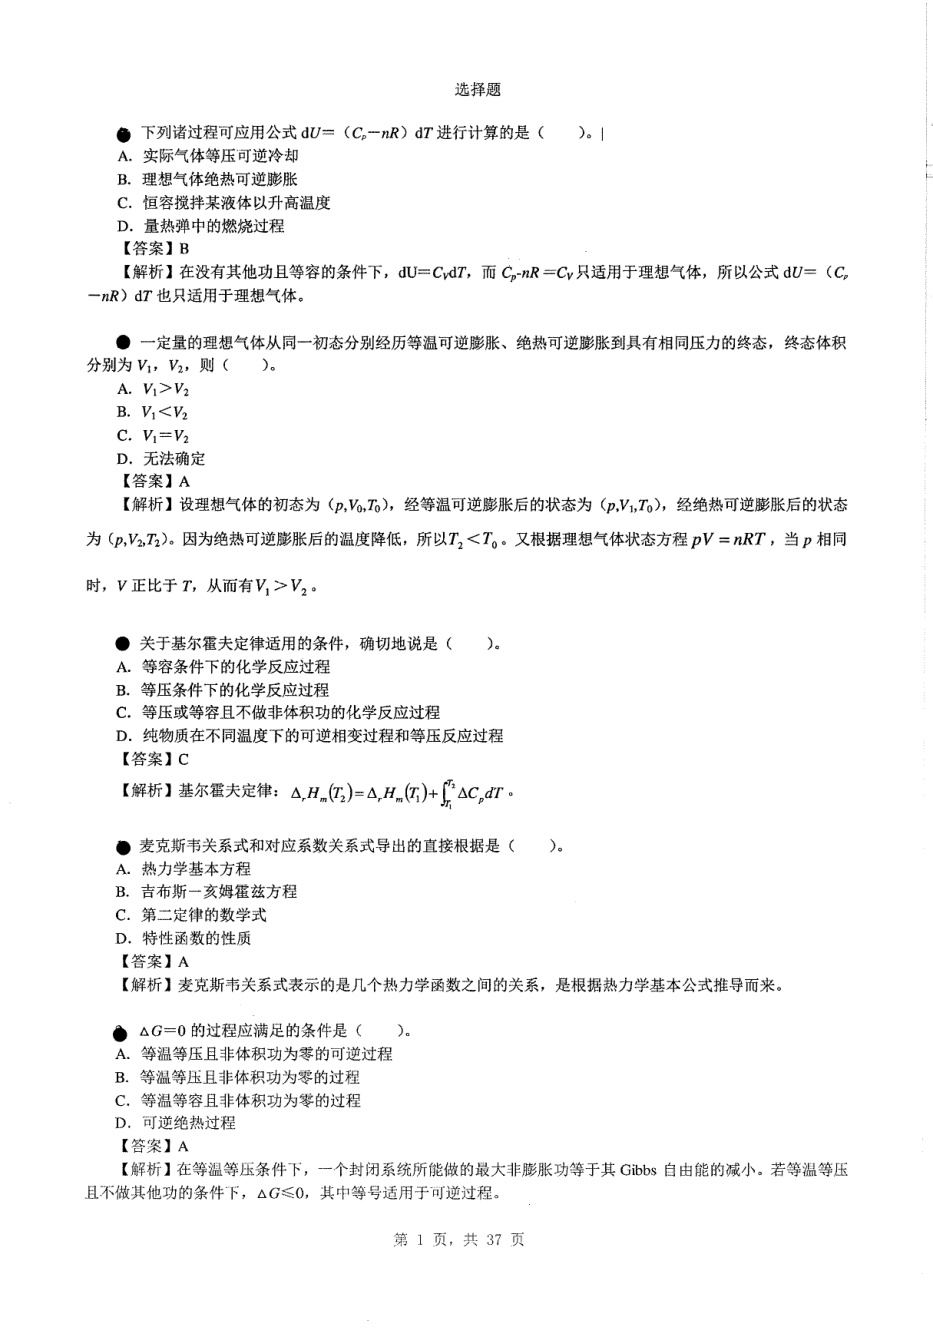 选择题
● 下列诸过程可应用公式 dU＝（Cp－nR）dT 进行计算的是（  ）。|
A．实际气体等压可逆冷却
B．理想气体绝热可逆膨胀
C．恒容搅拌某液体以升高温度
D．量热弹中的燃烧过程
【答案】B
【解析】在没有其他功且等容的条件下，dU＝CVdT，而 Cp-nR＝CV 只适用于理想气体，所以公式 dU＝（Cp
－nR）dT 也只适用于理想气体。
● 一定量的理想气体从同一初态分别经历等温可逆膨胀、绝热可逆膨胀到具有相同压力的终态，终态体积
分别为 V1，V2，则（  ）。
A．V1＞V2
B．V1＜V2
C．V1＝V2
D．无法确定
【答案】A
【解析】设理想气体的初态为（p,V0,T0），经等温可逆膨胀后的状态为（p,V1,T0），经绝热可逆膨胀后的状态
为（p,V2,T2）。因为绝热可逆膨胀后的温度降低，所以T2＜T0。又根据理想气体状态方程 pV = nRT，当 p 相同
时，V 正比于 T，从而有V1＞V2。
● 关于基尔霍夫定律适用的条件，确切地说是（  ）。
A．等容条件下的化学反应过程
B．等压条件下的化学反应过程
C．等压或等容且不做非体积功的化学反应过程
D．纯物质在不同温度下的可逆相变过程和等压反应过程
【答案】C
【解析】基尔霍夫定律：△rHm(T2)=△rHm(T1)+∫T1T2△CpdT。
● 麦克斯韦关系式和对应系数关系式导出的直接根据是（  ）。
A．热力学基本方程
B．吉布斯－亥姆霍兹方程
C．第二定律的数学式
D．特性函数的性质
【答案】A
【解析】麦克斯韦关系式表示的是几个热力学函数之间的关系，是根据热力学基本公式推导而来。
● △G＝0 的过程应满足的条件是（  ）。
A．等温等压且非体积功为零的可逆过程
B．等温等压且非体积功为零的过程
C．等温等容且非体积功为零的过程
D．可逆绝热过程
【答案】A
【解析】在等温等压条件下，一个封闭系统所能做的最大非膨胀功等于其 Gibbs 自由能的减小。若等温等压
且不做其他功的条件下，△G≤0，其中等号适用于可逆过程。
第 1 页，共 37 页